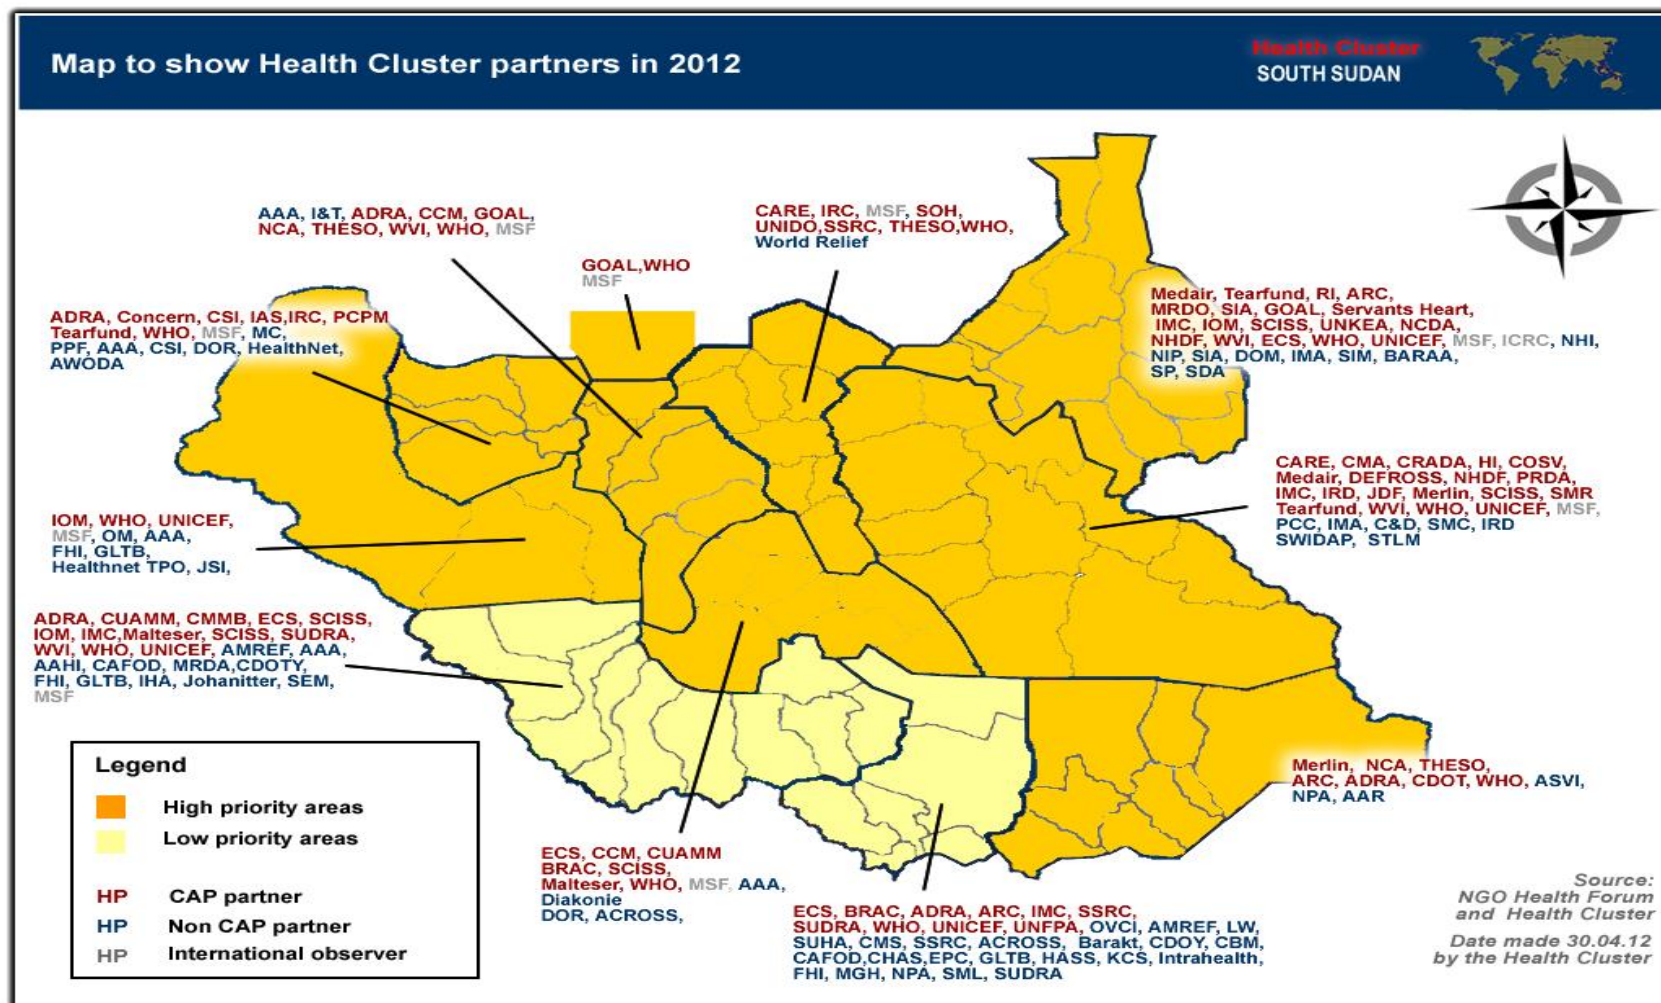 Map to show Health Cluster partners in 2012
Health Cluster
SOUTH SUDAN
AAA, I&T, ADRA, CCM, GOAL,
NCA, THESO, WVI, WHO, MSF
GOAL,WHO
MSF
CARE, IRC, MSF, SOH,
UNIDO,SSRC, THESO,WHO,
World Relief
Medair, Tearfund, RI, ARC,
MRDO, SIA, GOAL, Servants Heart,
IMC, IOM, SCISS, UNKEA, NCDA,
NHDF, WVI, ECS, WHO, UNICEF, MSF, ICRC, NHI,
NIP, SIA, DOM, IMA, SIM, BARAA,
SP, SDA
ADRA, Concern, CSI, IAS,IRC, PCPM
Tearfund, WHO, MSF, MC,
PPF, AAA, CSI, DOR, HealthNet,
AWODA
CARE, CMA, CRADA, HI, COSV,
Medair, DEFROSS, NHDF, PRDA,
IMC, IRD, JDF, Merlin, SCISS, SMR
Tearfund, WVI, WHO, UNICEF, MSF,
PCC, IMA, C&D, SMC, IRD
SWIDAP, STLM
IOM, WHO, UNICEF,
MSF, OM, AAA,
FHI, GLTB,
Healthnet TPO, JSI,
ADRA, CUAMM, CMMB, ECS, SCISS,
IOM, IMC,Malteser, SCISS, SUDRA,
WVI, WHO, UNICEF, AMREF, AAA,
AAHI, CAFOD, MRDA,CDOTY,
FHI, GLTB, IHA, Johanitter, SEM,
MSF
Merlin, NCA, THESO,
ARC, ADRA, CDOT, WHO, ASVI,
NPA, AAR
Legend
High priority areas
Low priority areas
HP CAP partner
HP Non CAP partner
HP International observer
ECS, CCM, CUAMM
BRAC, SCISS,
Malteser, WHO, MSF, AAA,
Diakonie
DOR, ACROSS,
ECS, BRAC, ADRA, ARC, IMC, SSRC,
SUDRA, WHO, UNICEF, UNFPA, OVCI, AMREF, LW,
SUHA, CMS, SSRC, ACROSS, Barakt, CDOY, CBM,
CAFOD,CHAS,EPC, GLTB, HASS, KCS, Intrahealth,
FHI, MGH, NPA, SML, SUDRA
Source:
NGO Health Forum
and Health Cluster
Date made 30.04.12
by the Health Cluster